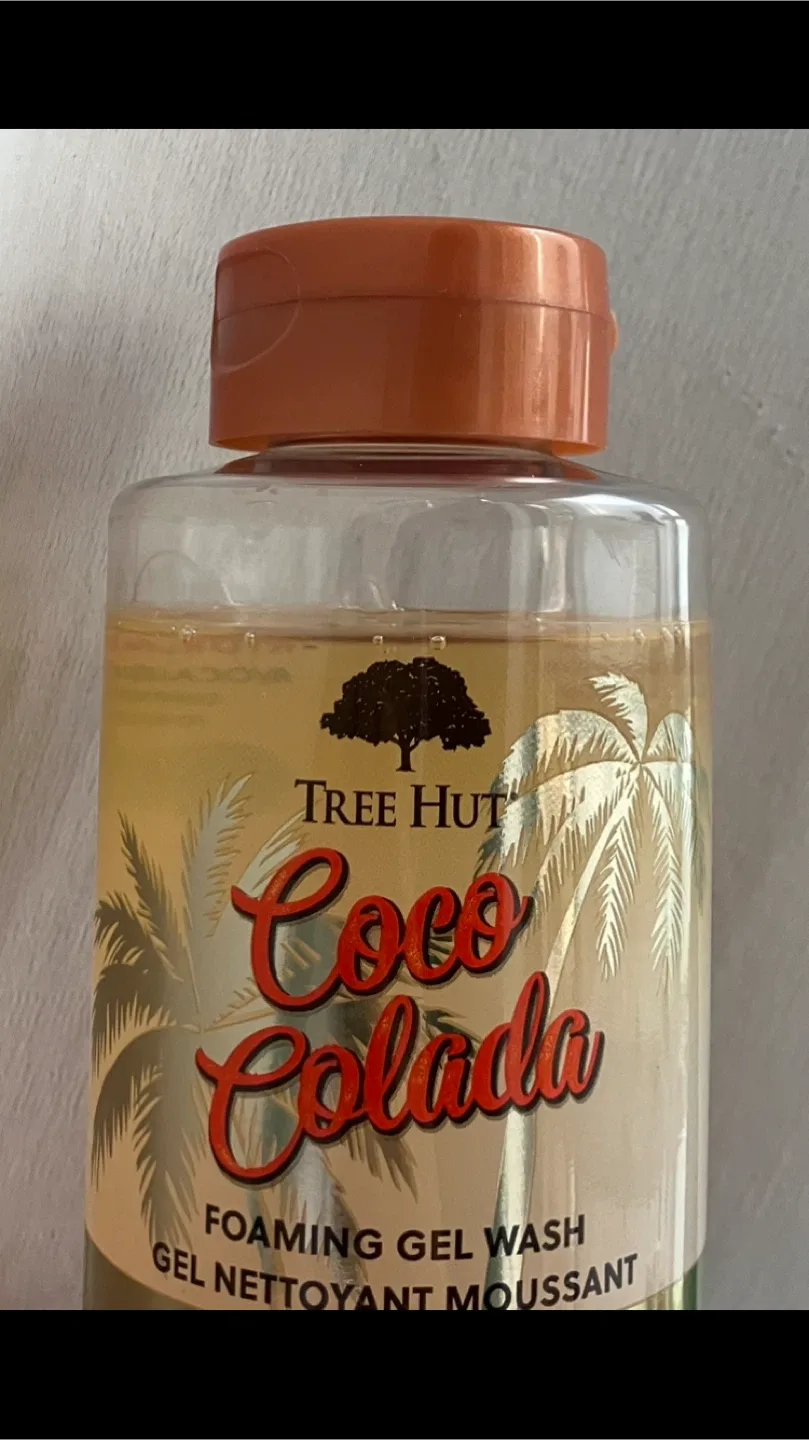 TREE HUT
Coco
Colada
FOAMING GEL WASH
GEL NETTOYANT MOUSSANT